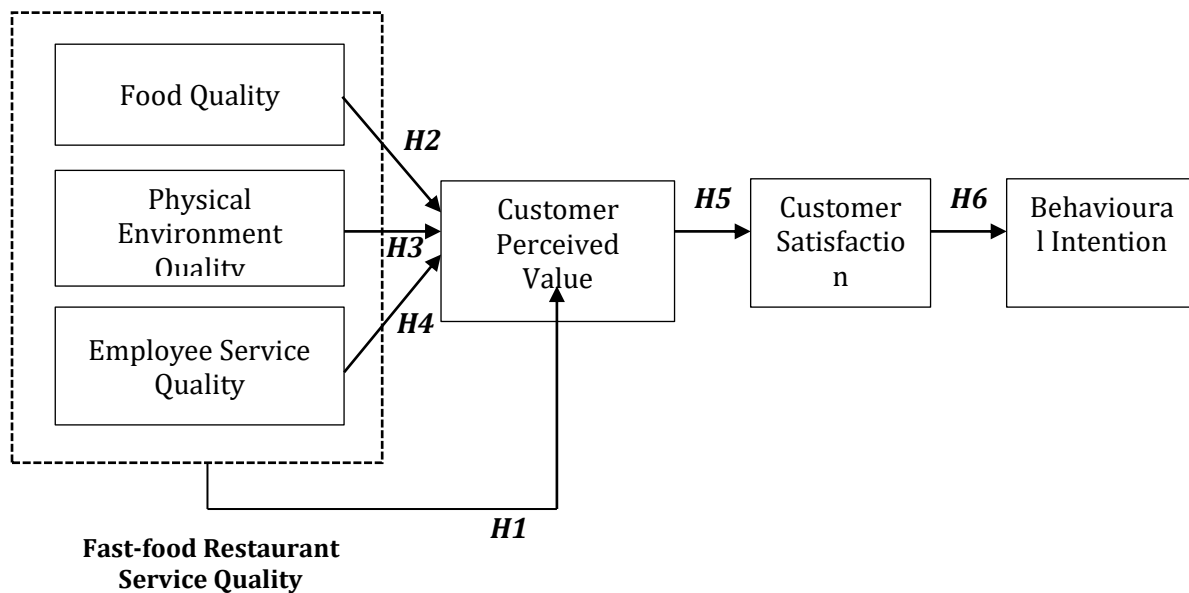 Food Quality
H2
Physical
Environment
Quality
H3
Employee Service
Quality
H4
Customer
Perceived
Value
H5
Customer
Satisfactio
n
H6
Behavioura
l Intention
H1
Fast-food Restaurant
Service Quality